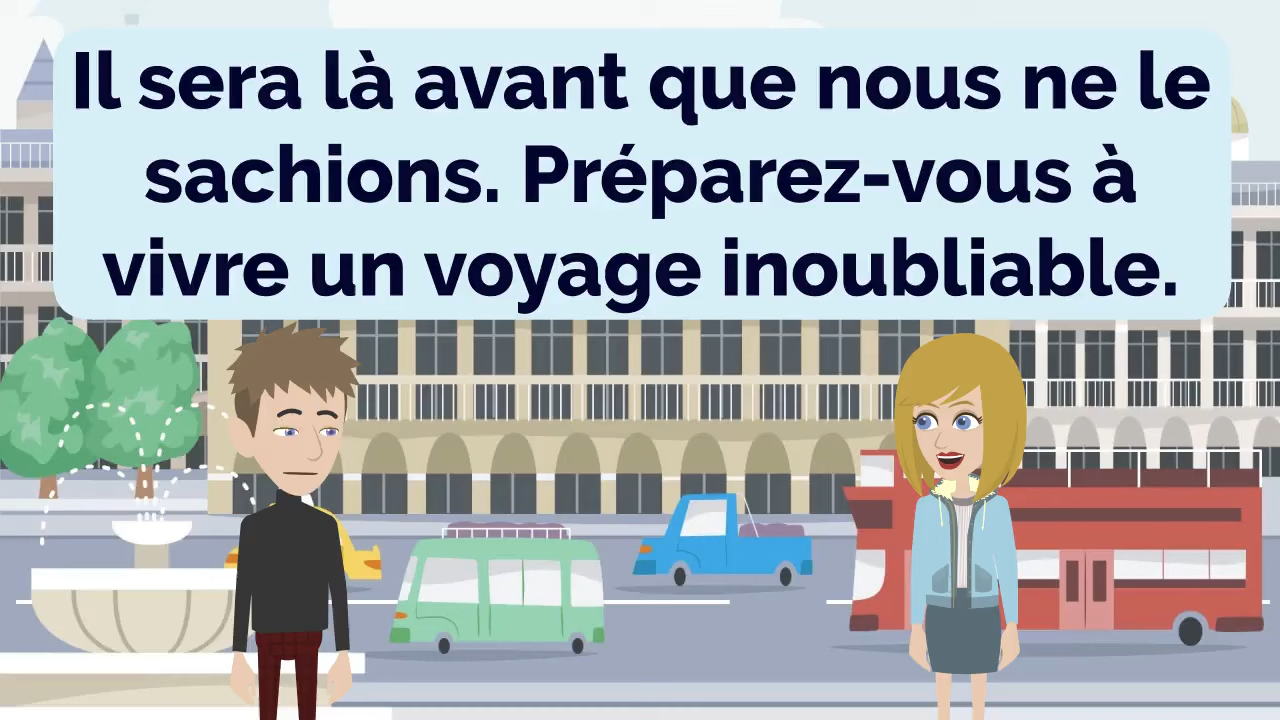 Il sera là avant que nous ne le
sachions. Préparez-vous à
vivre un voyage inoubliable.